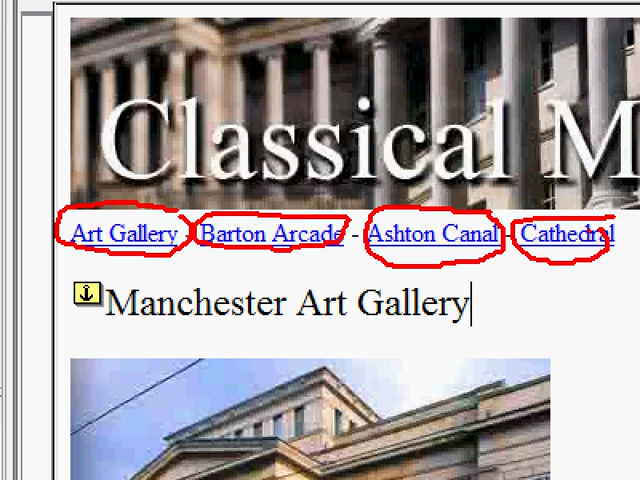 Classical M
Art Gallery - Barton Arcade - Ashton Canal - Cathedral
Manchester Art Gallery